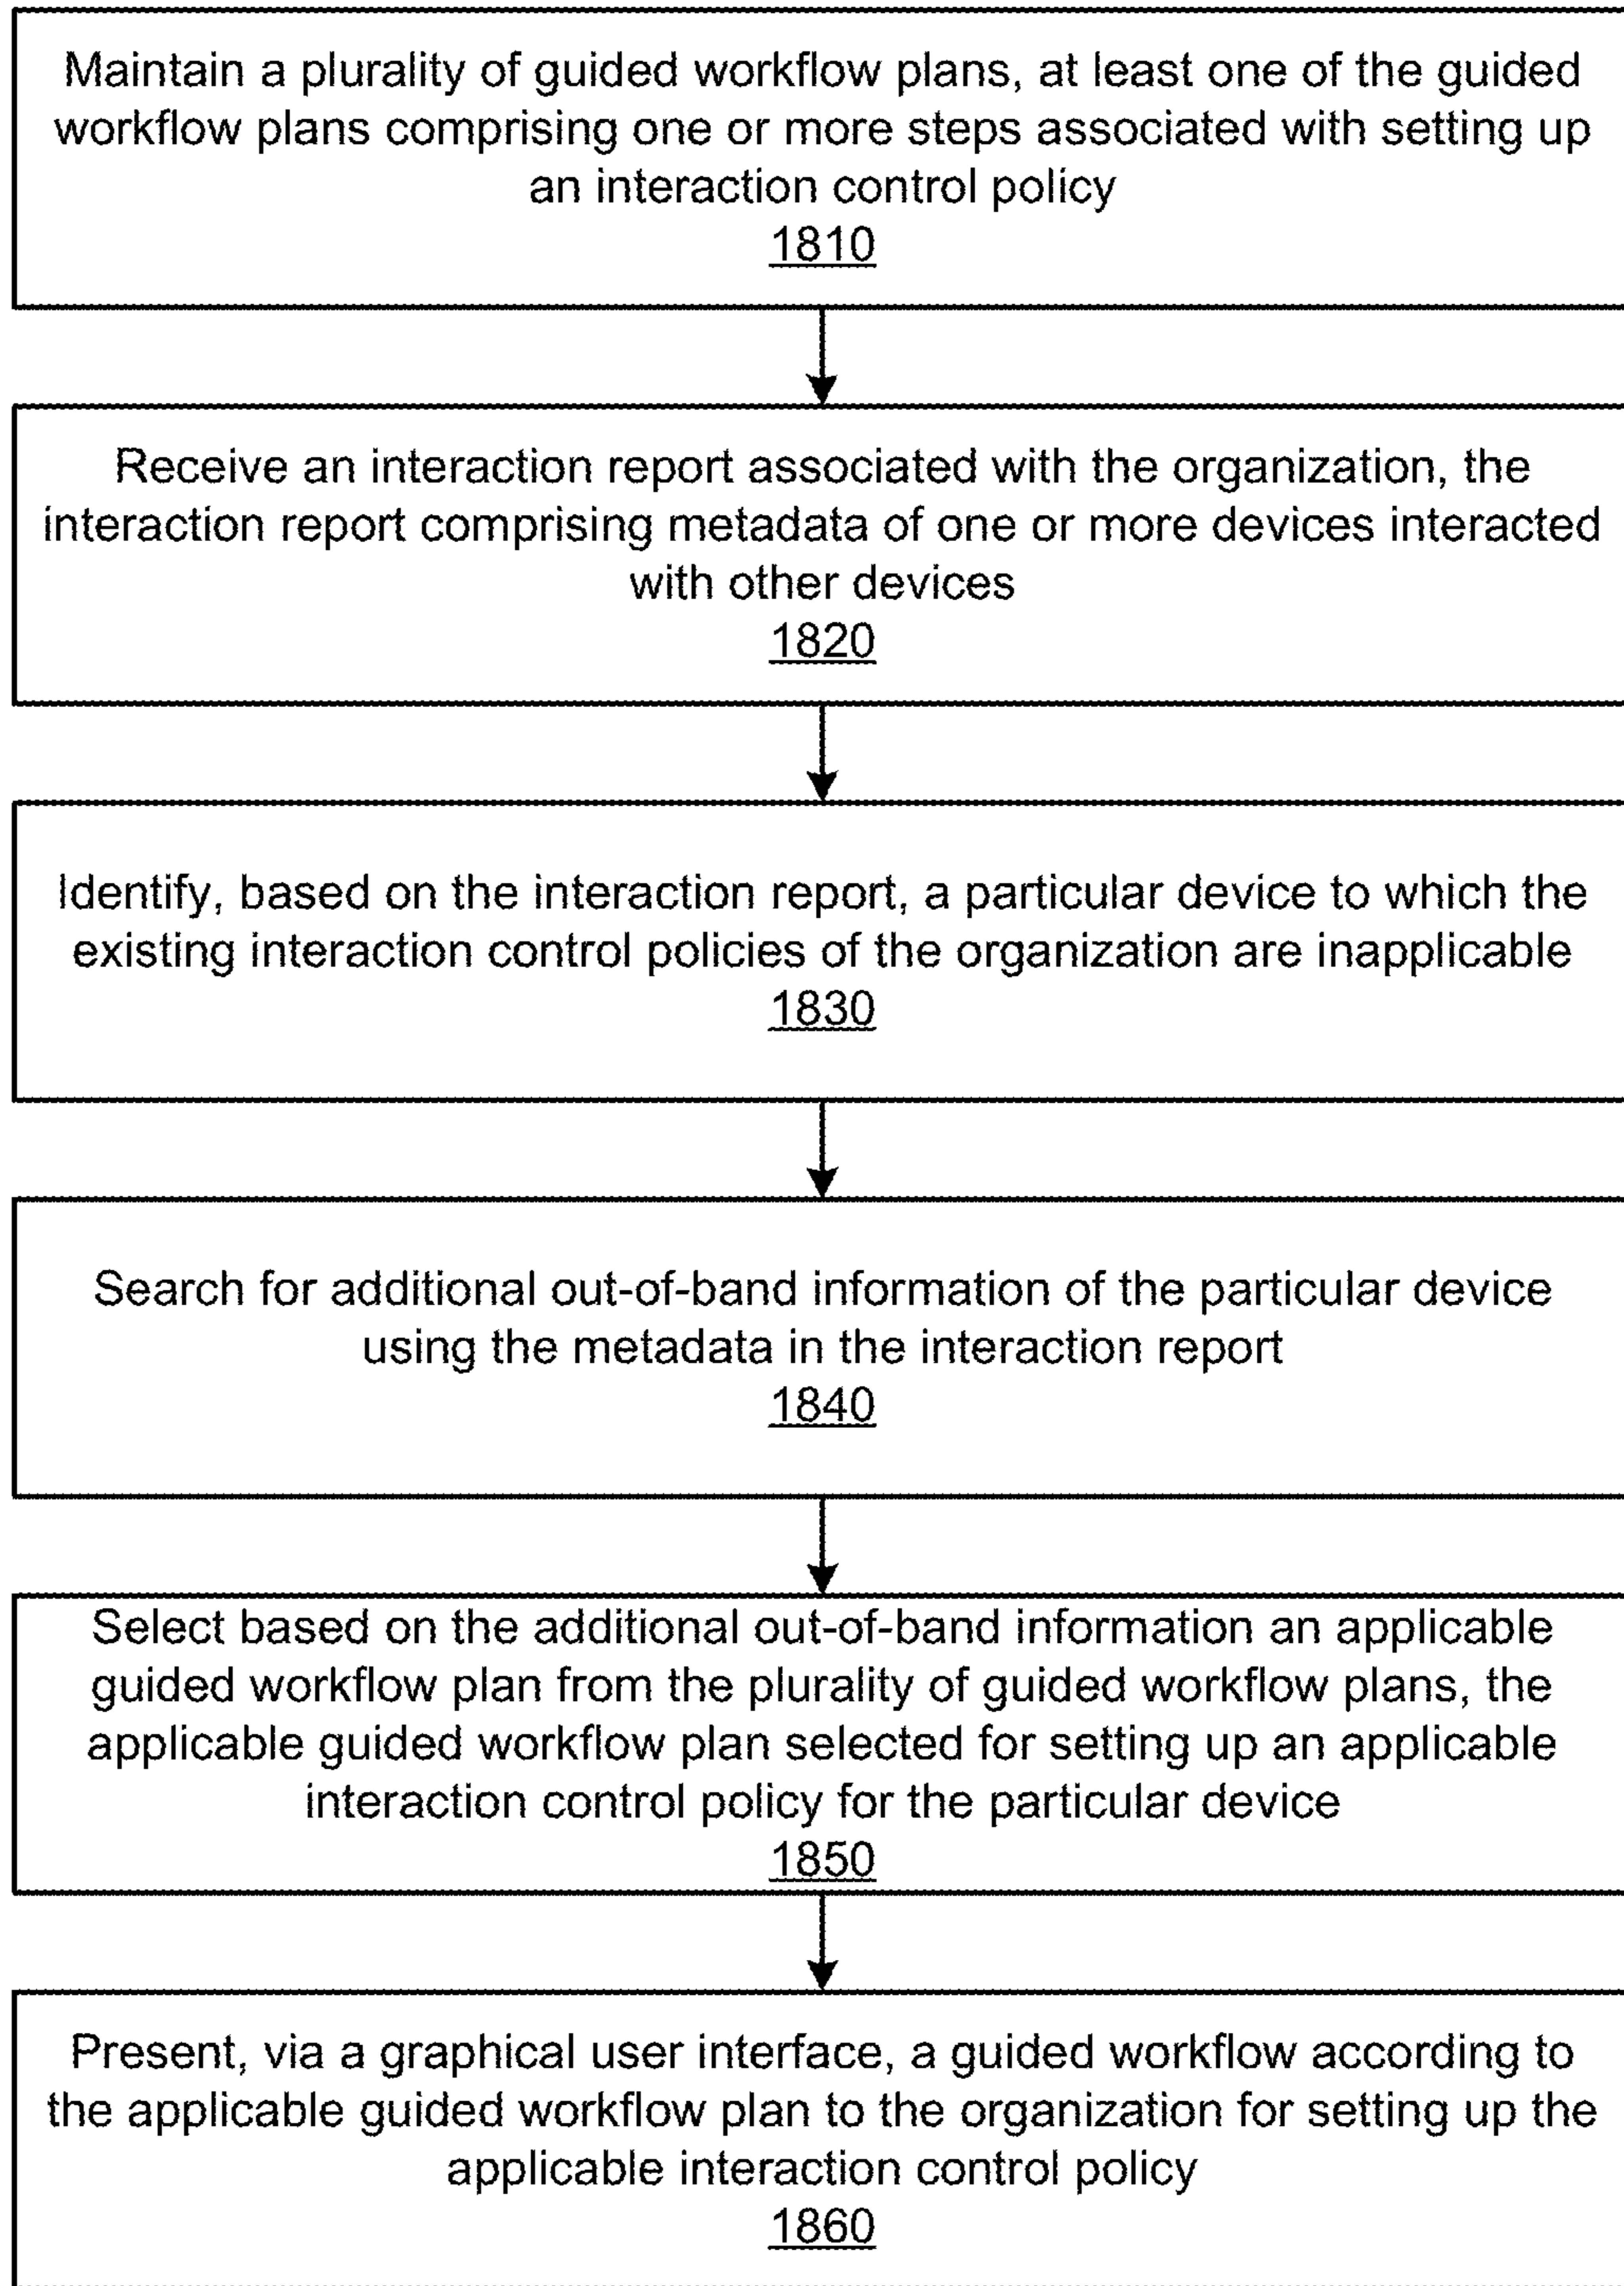 Maintain a plurality of guided workflow plans, at least one of the guided
workflow plans comprising one or more steps associated with setting up
an interaction control policy
1810
Receive an interaction report associated with the organization, the
interaction report comprising metadata of one or more devices interacted
with other devices
1820
Identify, based on the interaction report, a particular device to which the
existing interaction control policies of the organization are inapplicable
1830
Search for additional out-of-band information of the particular device
using the metadata in the interaction report
1840
Select based on the additional out-of-band information an applicable
guided workflow plan from the plurality of guided workflow plans, the
applicable guided workflow plan selected for setting up an applicable
interaction control policy for the particular device
1850
Present, via a graphical user interface, a guided workflow according to
the applicable guided workflow plan to the organization for setting up the
applicable interaction control policy
1860